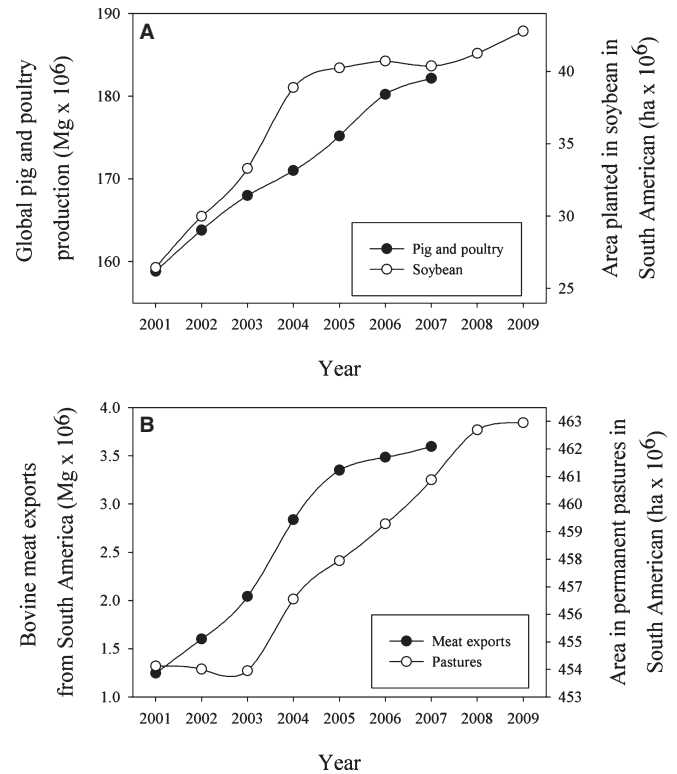 A
190
180
170
160
40
35
30
25
Global pig and poultry
production (Mg x 10⁶)
Area planted in soybean in
South American (ha x 10⁶)
Pig and poultry
Soybean
2001 2002 2003 2004 2005 2006 2007 2008 2009
Year
B
4.0
3.5
3.0
2.5
2.0
1.5
1.0
463
462
461
460
459
458
457
456
455
454
453
Bovine meat exports
from South America (Mg x 10⁶)
Area in permanent pastures in
South American (ha x 10⁶)
Meat exports
Pastures
2001 2002 2003 2004 2005 2006 2007 2008 2009
Year